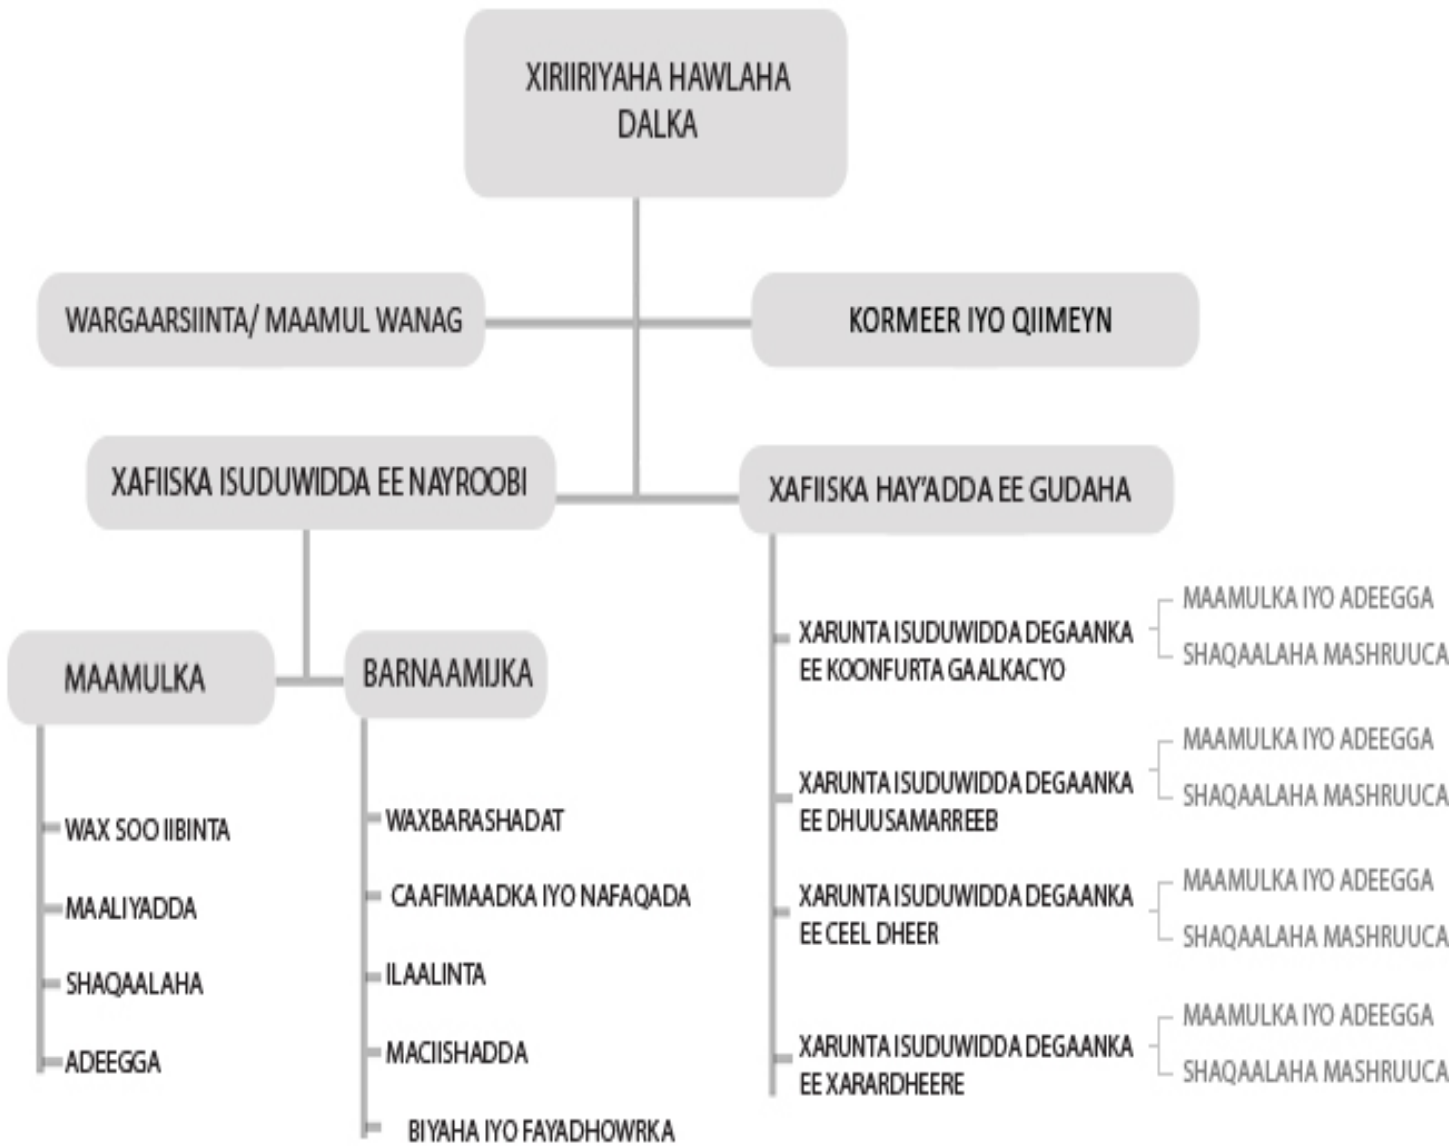 XIRIIRIYAHA HAWLAHA
DALKA
WARGAARSIINTA/ MAAMUL WANAG
KORMEER IYO QIIMEYN
XAFIISKA ISUDUWIDDA EE NAYROOBI
XAFIISKA HAY'ADDA EE GUDAHA
MAAMULKA
WAX SOO IIBINTA
MAALIYADDA
SHAQAALAHA
ADEEGGA
BARNAAMIJKA
WAXBARASHADAT
CAAFIMAADKA IYO NAFAQADA
ILAALINTA
MACIISHADDA
BIYAHA IYO FAYADHOWRKA
XARUNTA ISUDUWIDDA DEGAANKA
EE KOONFURTA GAALKACYO
MAAMULKA IYO ADEEGGA
SHAQAALAHA MASHRUUCA
XARUNTA ISUDUWIDDA DEGAANKA
EE DHUUSAMARREEB
MAAMULKA IYO ADEEGGA
SHAQAALAHA MASHRUUCA
XARUNTA ISUDUWIDDA DEGAANKA
EE CEEL DHEER
MAAMULKA IYO ADEEGGA
SHAQAALAHA MASHRUUCA
XARUNTA ISUDUWIDDA DEGAANKA
EE XARARDHEERE
MAAMULKA IYO ADEEGGA
SHAQAALAHA MASHRUUCA